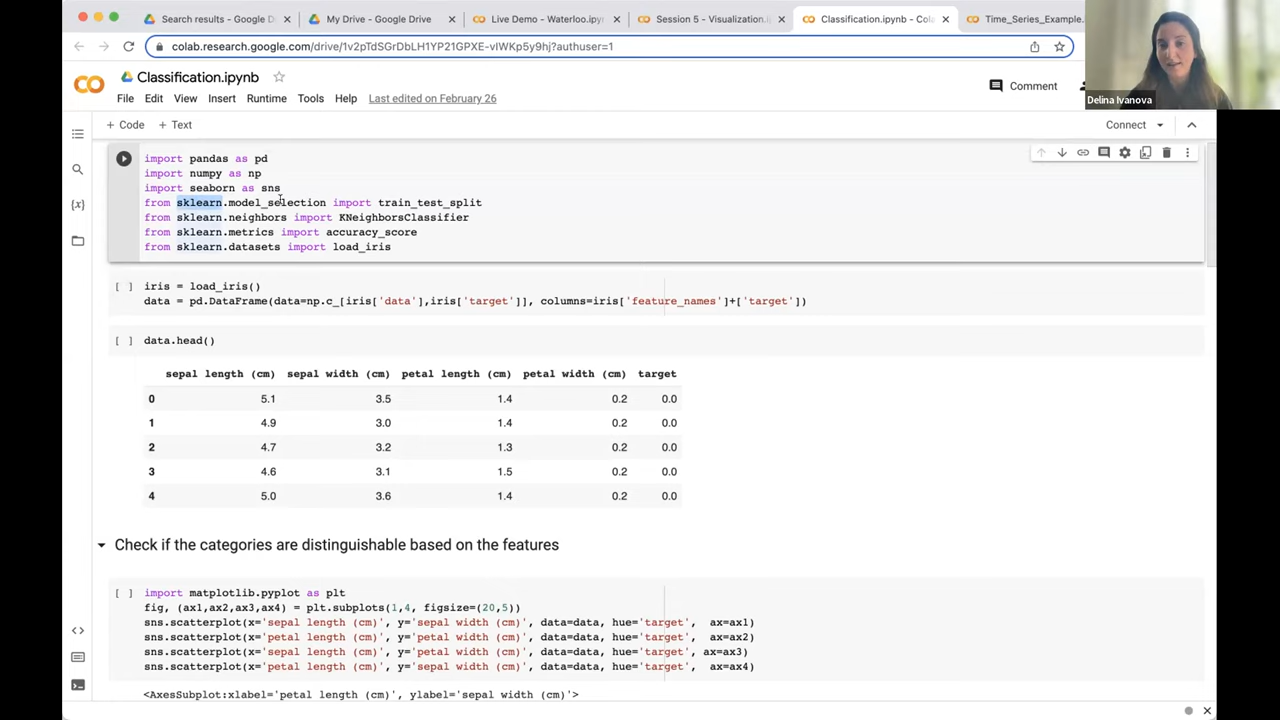 Search results - Google D
My Drive - Google Drive
Live Demo - Waterloo.ipyn
Session 5 - Visualization.ip
Classification.ipynb - Cola
Time_Series_Example.
colab.research.google.com/drive/1v2pTdSGrDbLH1YP21GPXE-vIWKp5y9hj?authuser=1
Delina Ivanova
Classification.ipynb
Comment
File Edit View Insert Runtime Tools Help Last edited on February 26
+ Code + Text
Connect
import pandas as pd
import numpy as np
import seaborn as sns
from sklearn.model_selection import train_test_split
from sklearn.neighbors import KNeighborsClassifier
from sklearn.metrics import accuracy_score
from sklearn.datasets import load_iris
{x}
[ ] iris = load_iris()
data = pd.DataFrame(data=np.c_[iris['data'],iris['target']], columns=iris['feature_names']+['target'])
[ ] data.head()
sepal length (cm) sepal width (cm) petal length (cm) petal width (cm) target
0 5.1 3.5 1.4 0.2 0.0
1 4.9 3.0 1.4 0.2 0.0
2 4.7 3.2 1.3 0.2 0.0
3 4.6 3.1 1.5 0.2 0.0
4 5.0 3.6 1.4 0.2 0.0
Check if the categories are distinguishable based on the features
[ ] import matplotlib.pyplot as plt
fig, (ax1,ax2,ax3,ax4) = plt.subplots(1,4, figsize=(20,5))
sns.scatterplot(x='sepal length (cm)', y='sepal width (cm)', data=data, hue='target', ax=ax1)
sns.scatterplot(x='petal length (cm)', y='petal width (cm)', data=data, hue='target', ax=ax2)
sns.scatterplot(x='sepal length (cm)', y='petal width (cm)', data=data, hue='target', ax=ax3)
sns.scatterplot(x='petal length (cm)', y='sepal width (cm)', data=data, hue='target', ax=ax4)
<AxesSubplot:xlabel='petal length (cm)', ylabel='sepal width (cm)'>